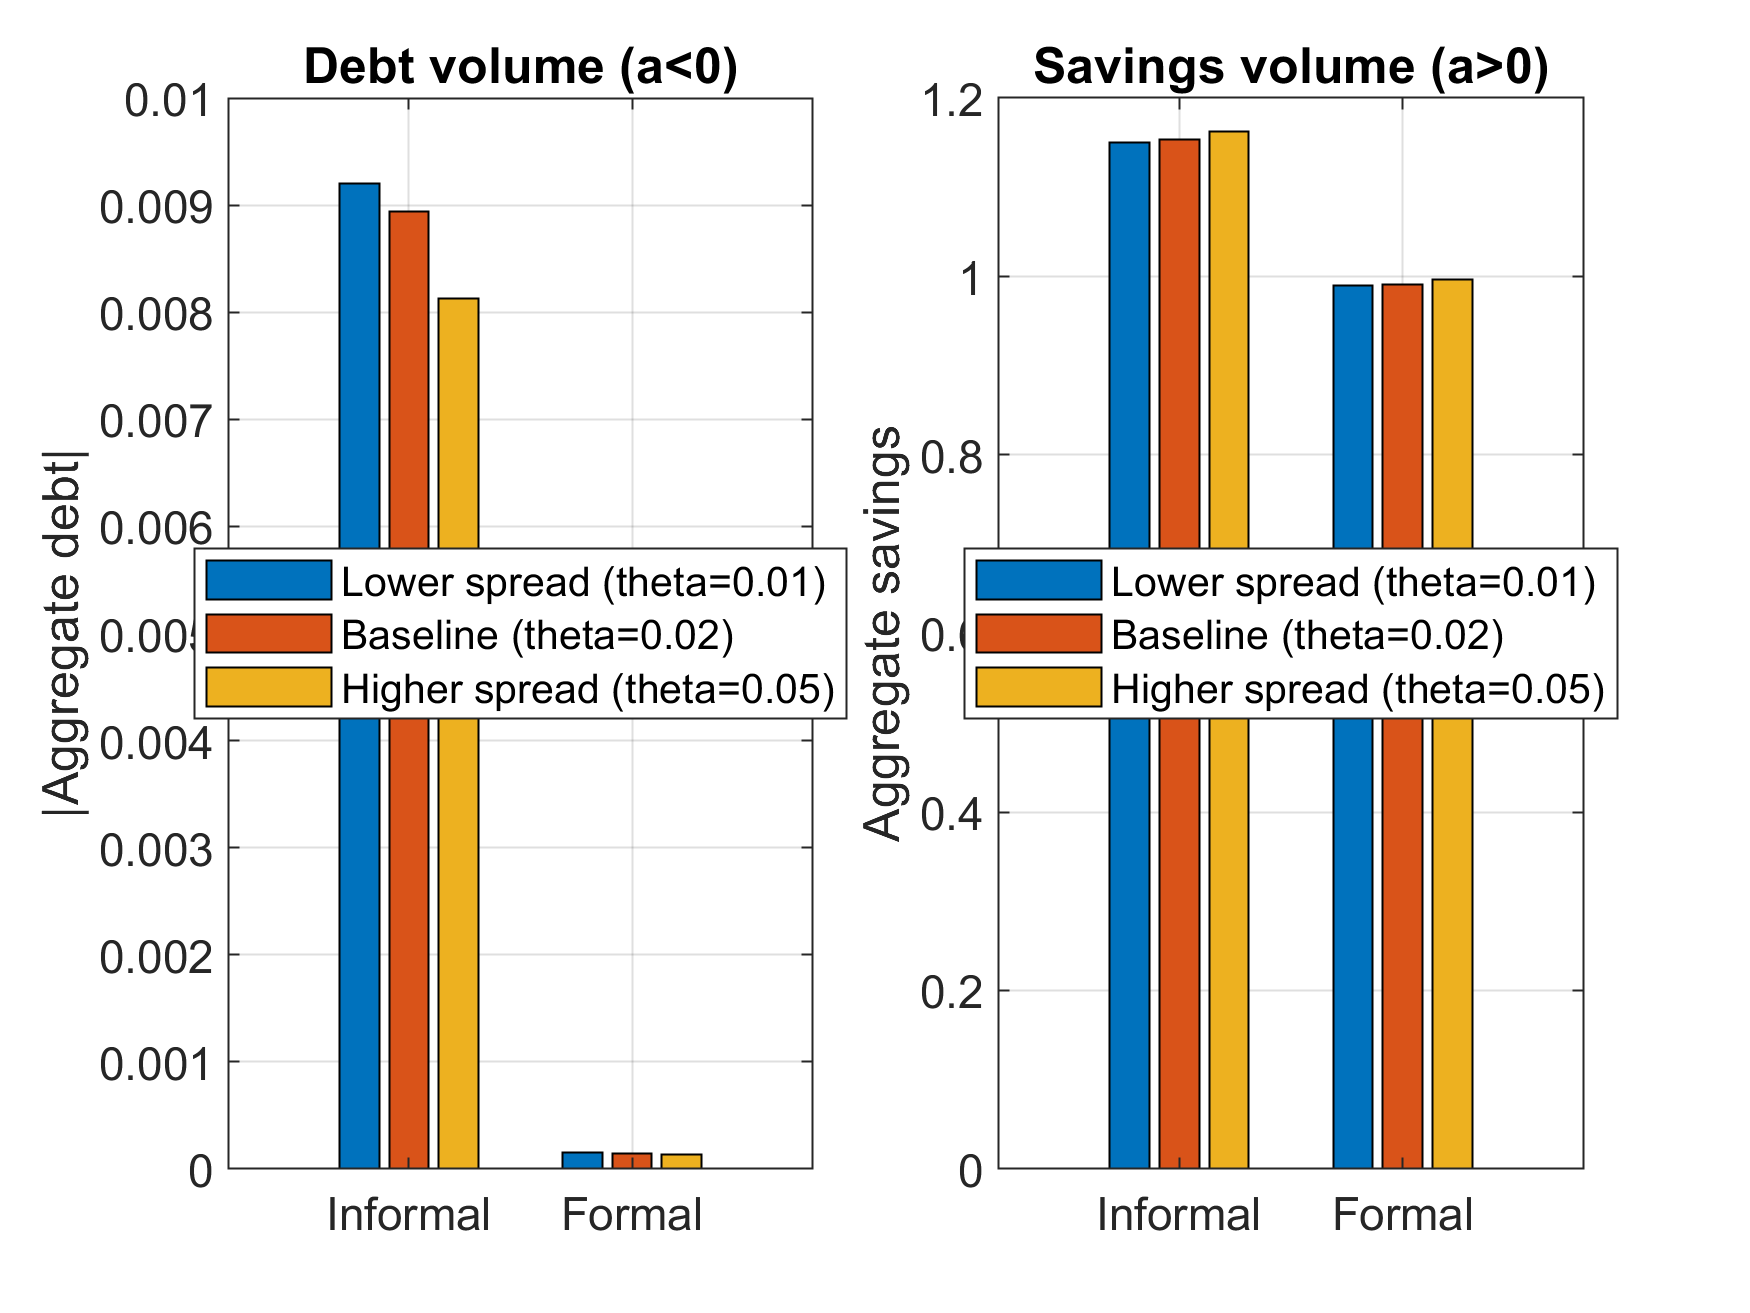 Debt volume (a<0)
|Aggregate debt|
0.01
0.009
0.008
0.007
0.006
0.005
0.004
0.003
0.002
0.001
0
Lower spread (theta=0.01)
Baseline (theta=0.02)
Higher spread (theta=0.05)
Informal Formal
Savings volume (a>0)
Aggregate savings
1.2
1
0.8
0.4
0.2
0
Lower spread (theta=0.01)
Baseline (theta=0.02)
Higher spread (theta=0.05)
Informal Formal